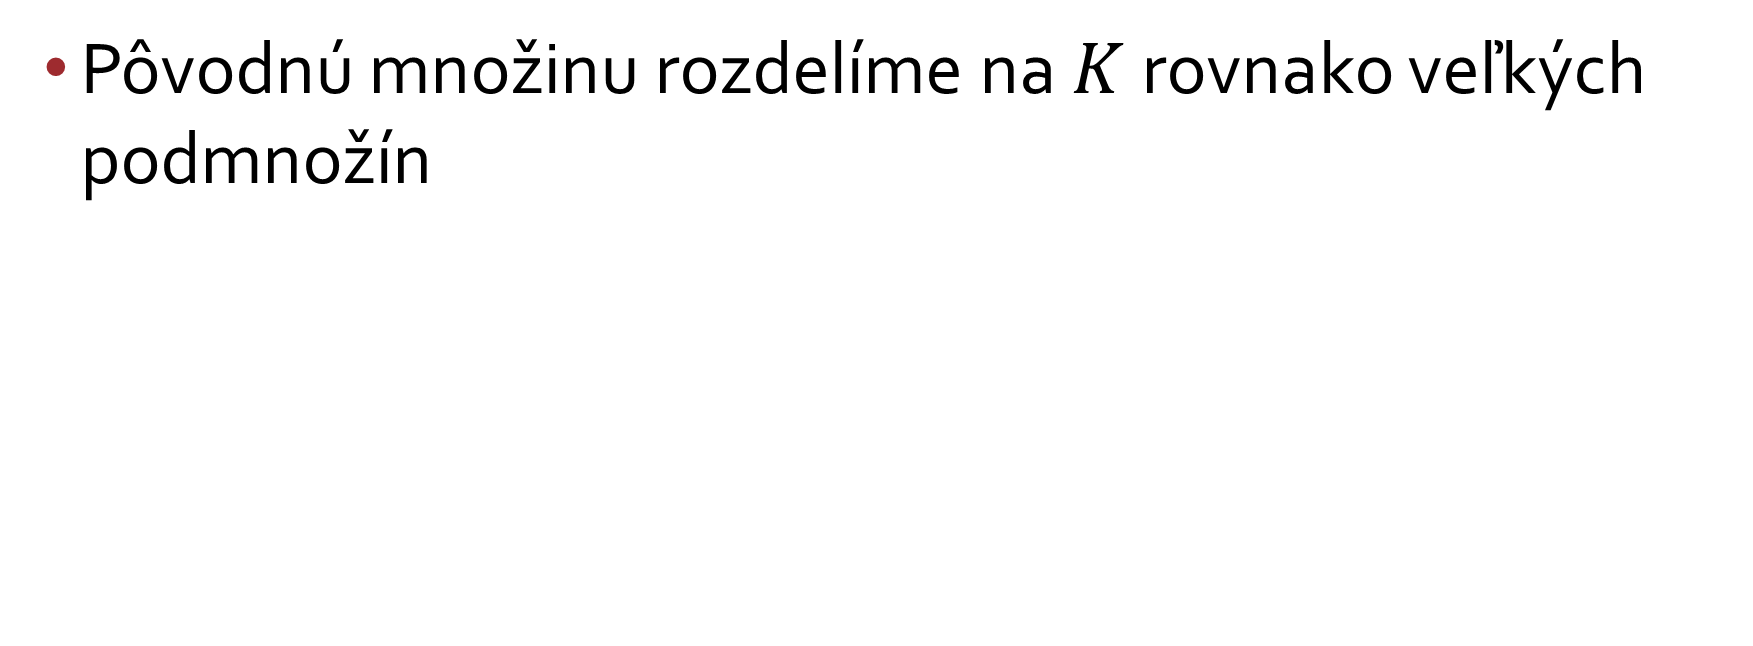 • Pôvodnú množinu rozdelíme na K rovnako veľkých
podmnožín